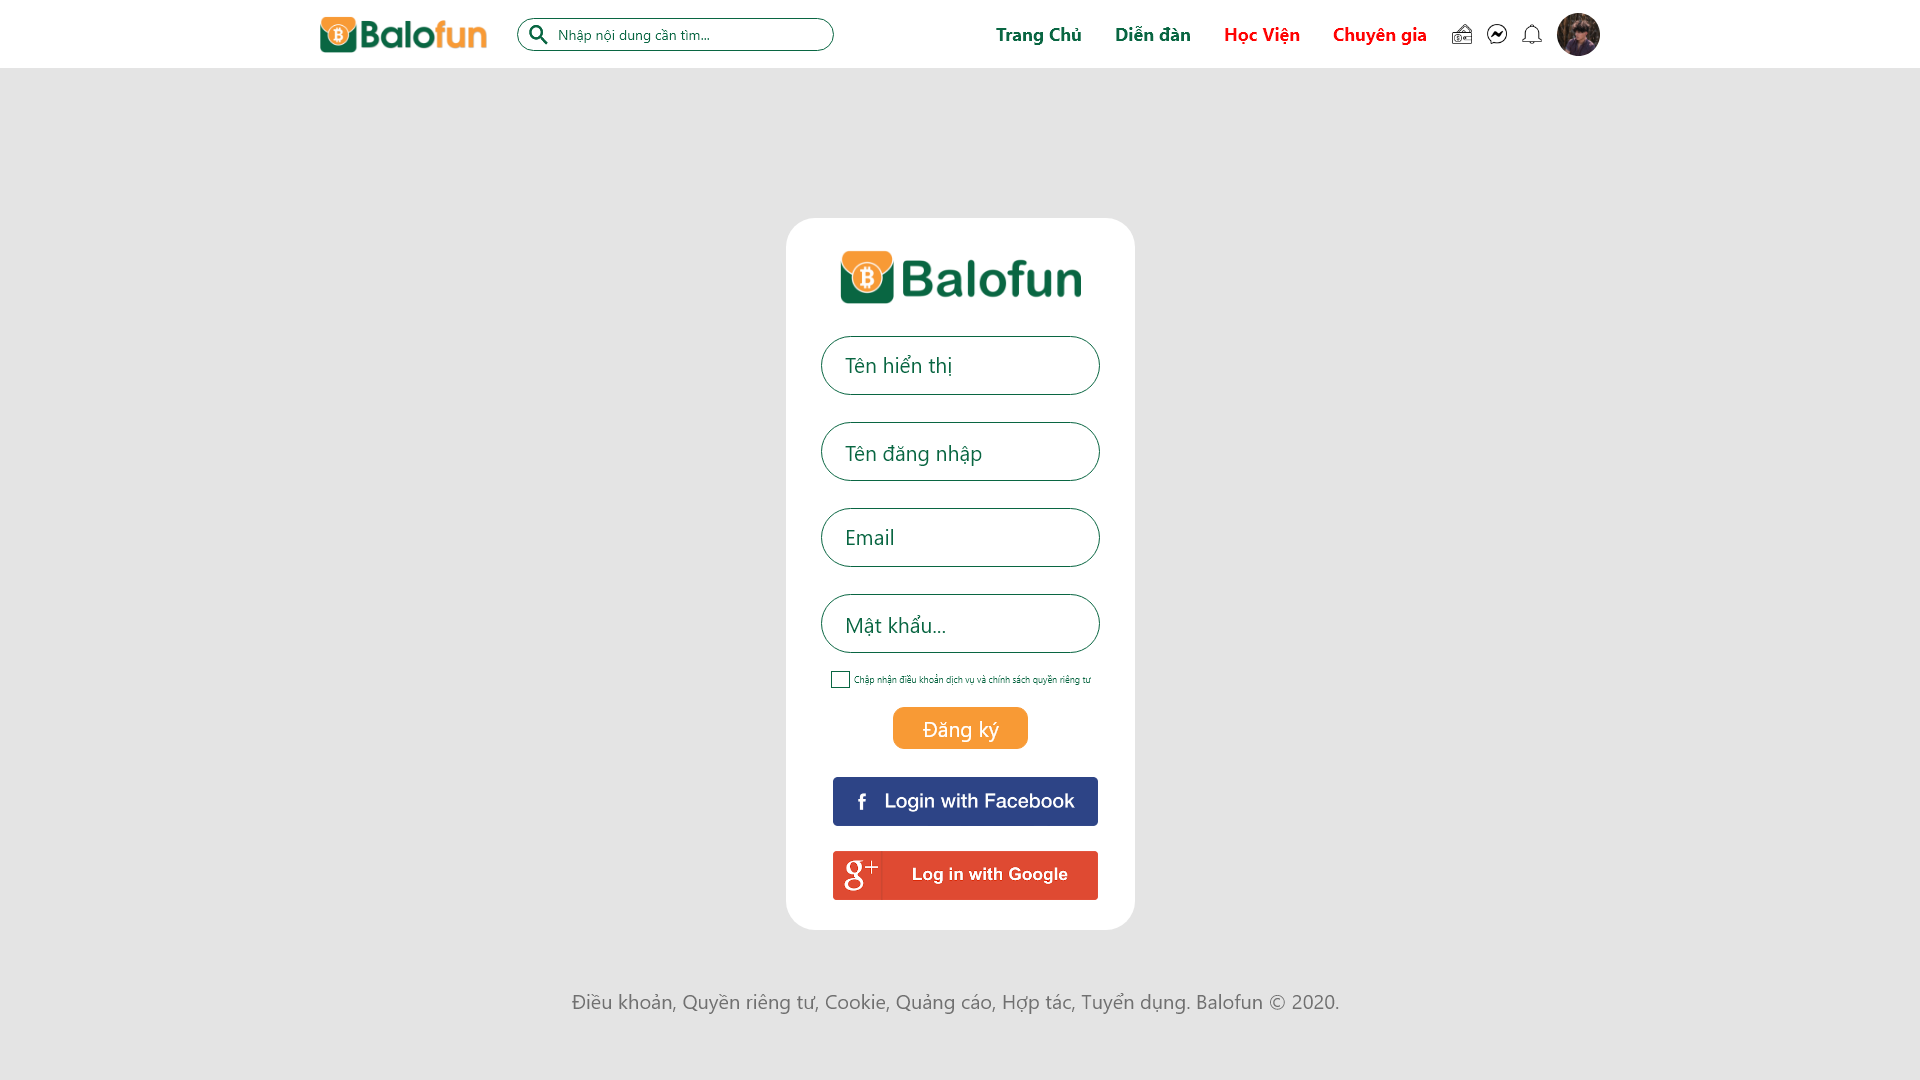 Balofun
Nhập nội dung cần tìm...
Trang Chủ
Diễn đàn
Học Viện
Chuyên gia
Balofun
Tên hiển thị
Tên đăng nhập
Email
Mật khẩu...
Chập nhận điều khoản dịch vụ và chính sách quyền riêng tư
Đăng ký
f Login with Facebook
g+ Log in with Google
Điều khoản, Quyền riêng tư, Cookie, Quảng cáo, Hợp tác, Tuyển dụng. Balofun © 2020.